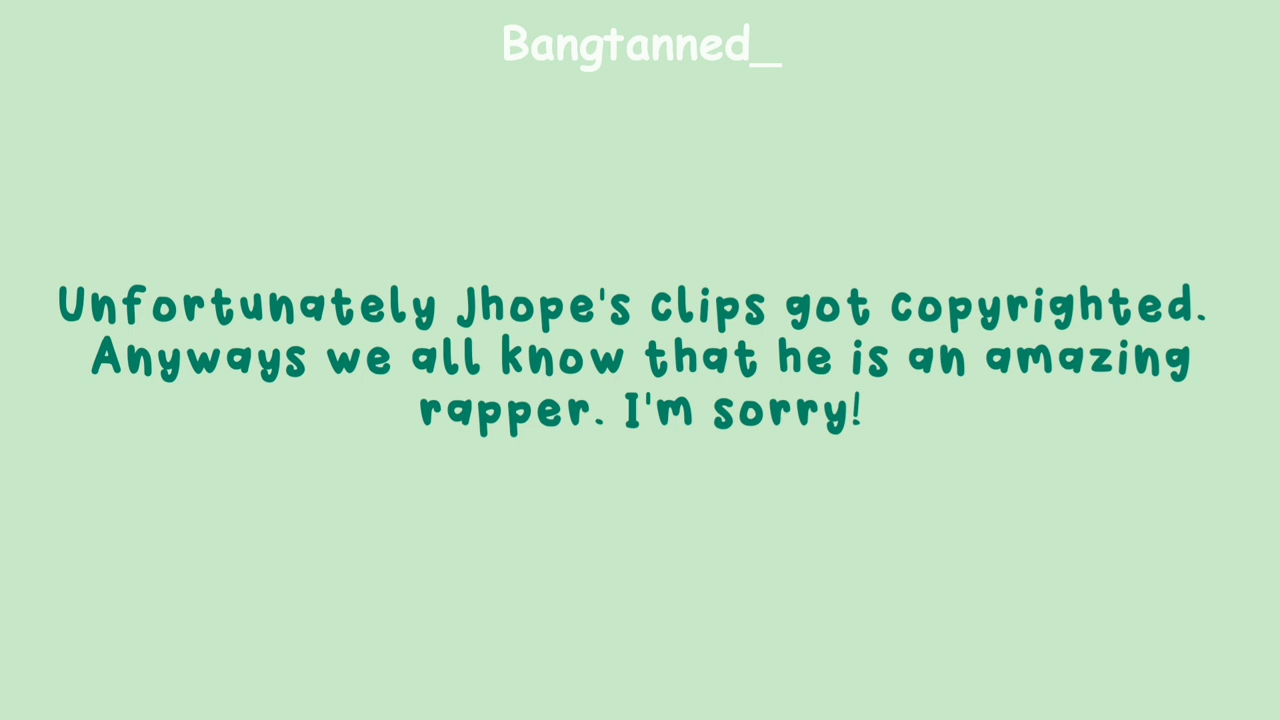 Bangtanned_
Unfortunately Jhope's clips got copyrighted.
Anyways we all know that he is an amazing
rapper. I'm sorry!